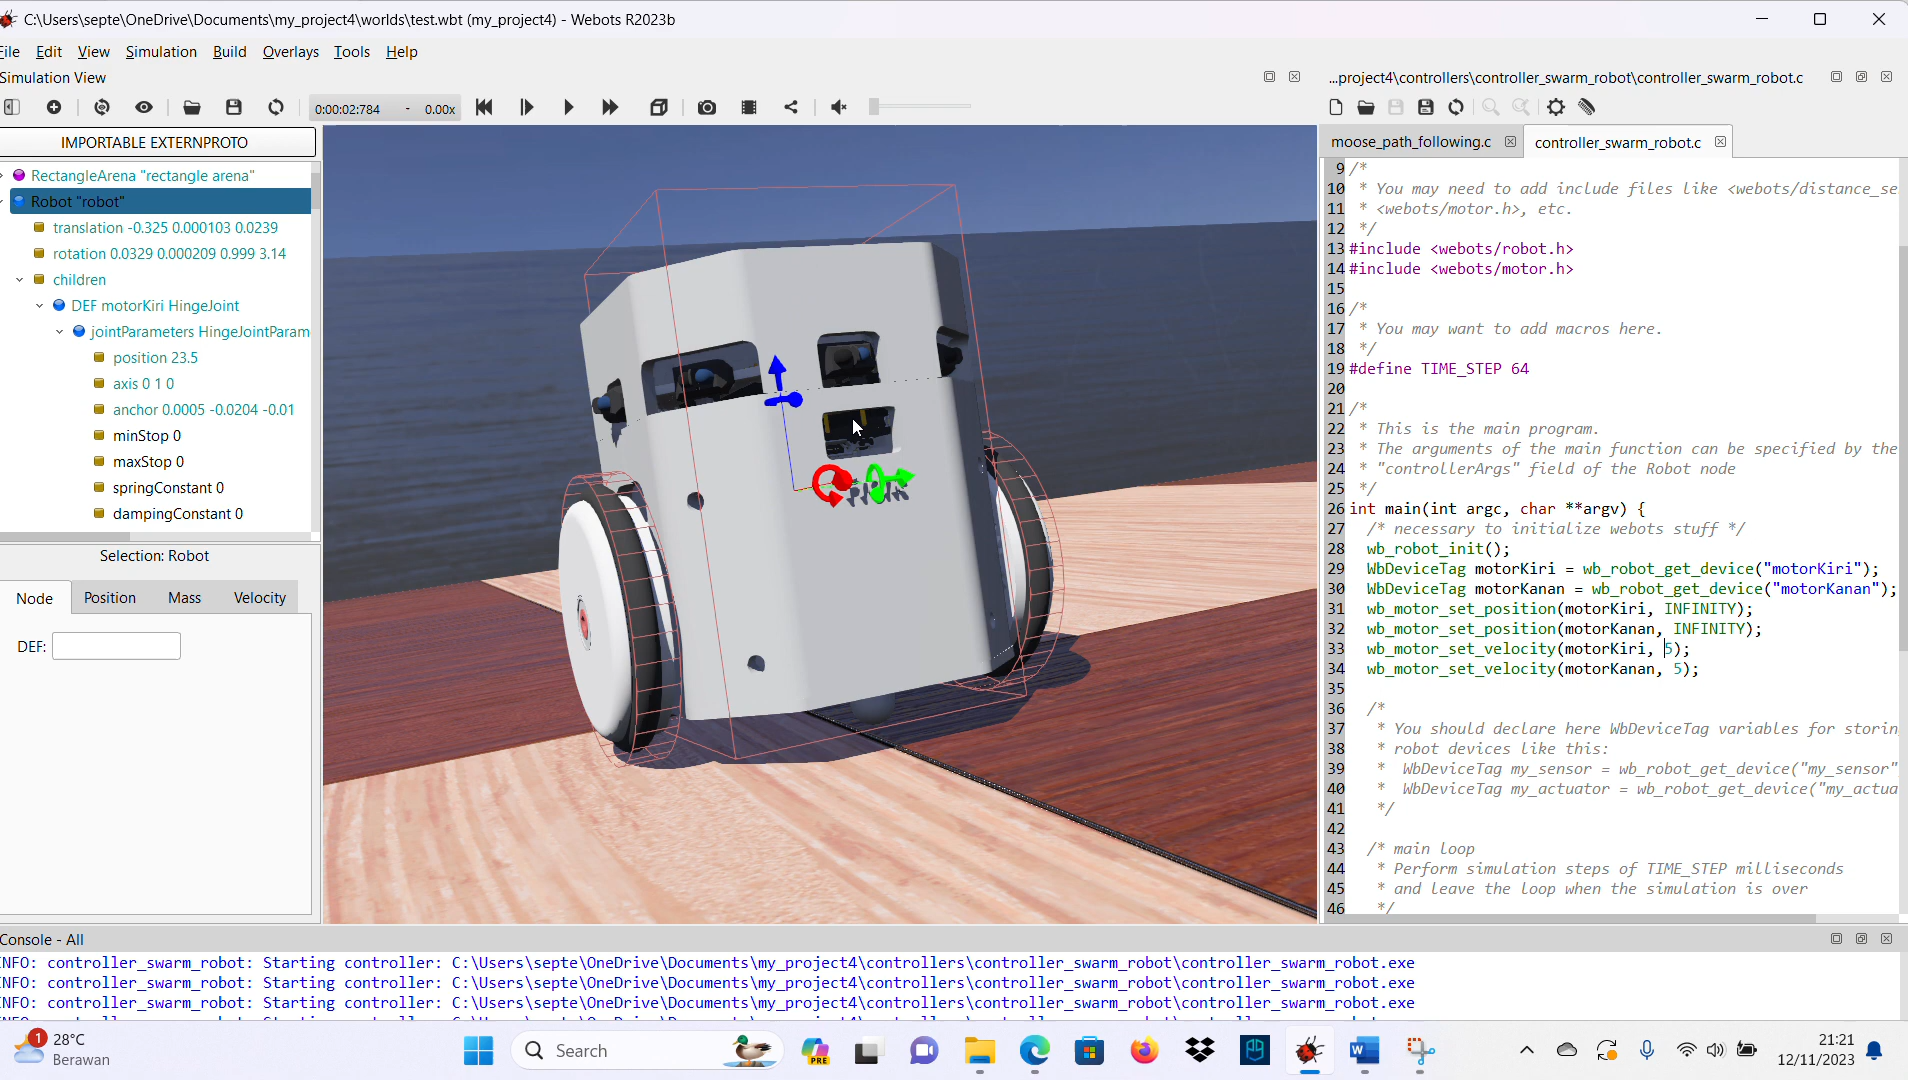 C:\Users\septe\OneDrive\Documents\my_project4\worlds\test.wbt (my_project4) - Webots R2023b
File Edit View Simulation Build Overlays Tools Help
Simulation View
...project4\controllers\controller_swarm_robot\controller_swarm_robot.c
0:00:02:784 - 0.00x
IMPORTABLE EXTERNPROTO
moose_path_following.c
controller_swarm_robot.c
RectangleArena "rectangle arena"
Robot "robot"
translation -0.325 0.000103 0.0239
rotation 0.0329 0.000209 0.999 3.14
children
DEF motorKiri HingeJoint
jointParameters HingeJointParam
position 23.5
axis 0 1 0
anchor 0.0005 -0.0204 -0.01
minStop 0
maxStop 0
springConstant 0
dampingConstant 0
Selection: Robot
Node Position Mass Velocity
DEF:
9 /*
10 * You may need to add include files like <webots/distance_se
11 * <webots/motor.h>, etc.
12 */
13 #include <webots/robot.h>
14 #include <webots/motor.h>
15
16 /*
17 * You may want to add macros here.
18 */
19 #define TIME_STEP 64
20
21 /*
22 * This is the main program.
23 * The arguments of the main function can be specified by the
24 * "controllerArgs" field of the Robot node
25 */
26 int main(int argc, char **argv) {
27 /* necessary to initialize webots stuff */
28 wb_robot_init();
29 WbDeviceTag motorKiri = wb_robot_get_device("motorKiri");
30 WbDeviceTag motorKanan = wb_robot_get_device("motorKanan");
31 wb_motor_set_position(motorKiri, INFINITY);
32 wb_motor_set_position(motorKanan, INFINITY);
33 wb_motor_set_velocity(motorKiri, 5);
34 wb_motor_set_velocity(motorKanan, 5);
35
36 /*
37 * You should declare here WbDeviceTag variables for storin
38 * robot devices like this:
39 * WbDeviceTag my_sensor = wb_robot_get_device("my_sensor"
40 * WbDeviceTag my_actuator = wb_robot_get_device("my_actua
41 */
42
43 /* main loop
44 * Perform simulation steps of TIME_STEP milliseconds
45 * and leave the loop when the simulation is over
46 */
Console - All
INFO: controller_swarm_robot: Starting controller: C:\Users\septe\OneDrive\Documents\my_project4\controllers\controller_swarm_robot\controller_swarm_robot.exe
INFO: controller_swarm_robot: Starting controller: C:\Users\septe\OneDrive\Documents\my_project4\controllers\controller_swarm_robot\controller_swarm_robot.exe
INFO: controller_swarm_robot: Starting controller: C:\Users\septe\OneDrive\Documents\my_project4\controllers\controller_swarm_robot\controller_swarm_robot.exe
1
28°C
Berawan
Search
PRE
21:21
12/11/2023